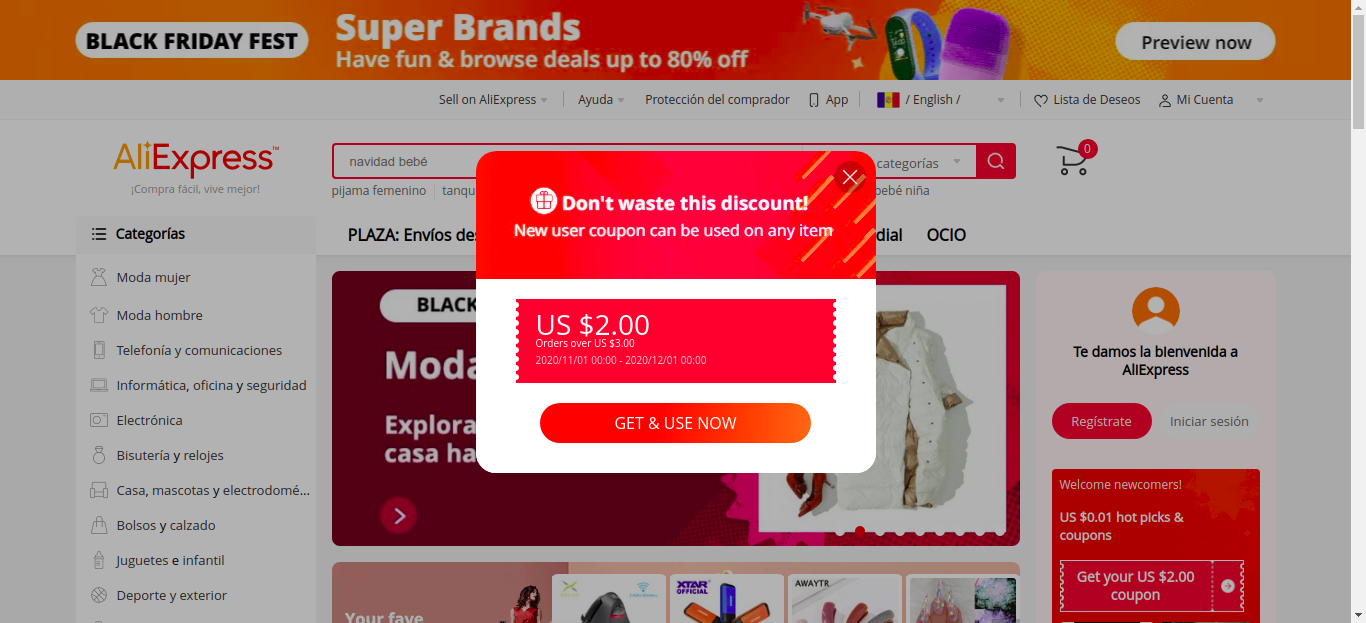 BLACK FRIDAY FEST
Super Brands
Have fun & browse deals up to 80% off
Preview now
Sell on AliExpress
Ayuda
Protección del comprador
App
/ English /
Lista de Deseos
Mi Cuenta
AliExpress™
¡Compra fácil, vive mejor!
navidad bebé
categorías
0
pijama femenino
bebé niña
Categorías
PLAZA: Envíos
OCIO
Moda mujer
Moda hombre
Telefonía y comunicaciones
Informática, oficina y seguridad
Electrónica
Bisutería y relojes
Casa, mascotas y electrodomé...
Bolsos y calzado
Juguetes e infantil
Deporte y exterior
Don't waste this discount!
New user coupon can be used on any item
US $2.00
Orders over US $3.00
2020/11/01 00:00 - 2020/12/01 00:00
GET & USE NOW
BLACK
Moda
Explora
casa
Te damos la bienvenida a
AliExpress
Regístrate
Iniciar sesión
Welcome newcomers!
US $0.01 hot picks &
coupons
Get your US $2.00
coupon
Your fave
XTAR
OFFICIAL
AWAYTR